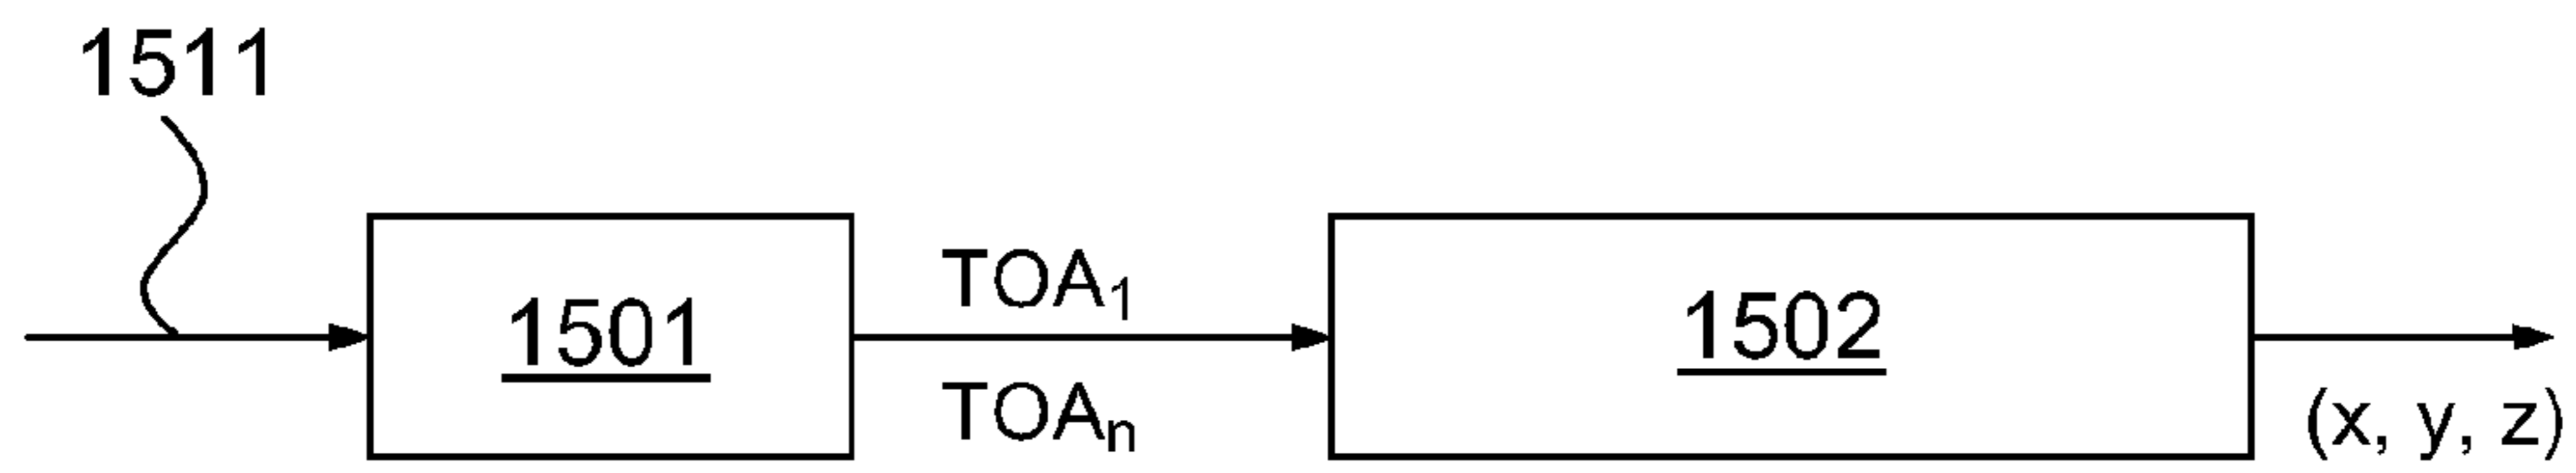 1511
1501
TOA₁
TOAₙ
1502
(x, y, z)